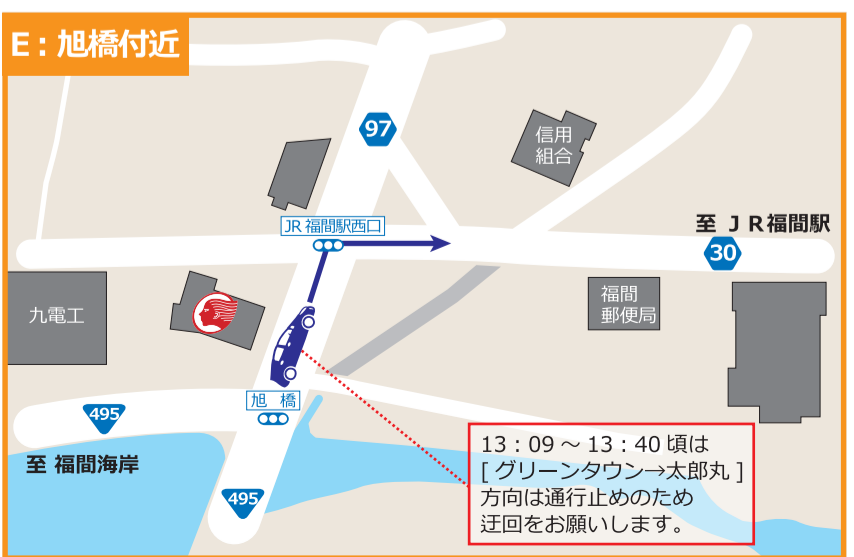 E：旭橋付近
97
信用
組合
至 ＪＲ福間駅
JR 福間駅西口
30
九電工
福間
郵便局
旭 橋
495
至 福間海岸
495
13：09 ～ 13：40 頃は
[ グリーンタウン→太郎丸 ]
方向は通行止めのため
迂回をお願いします。